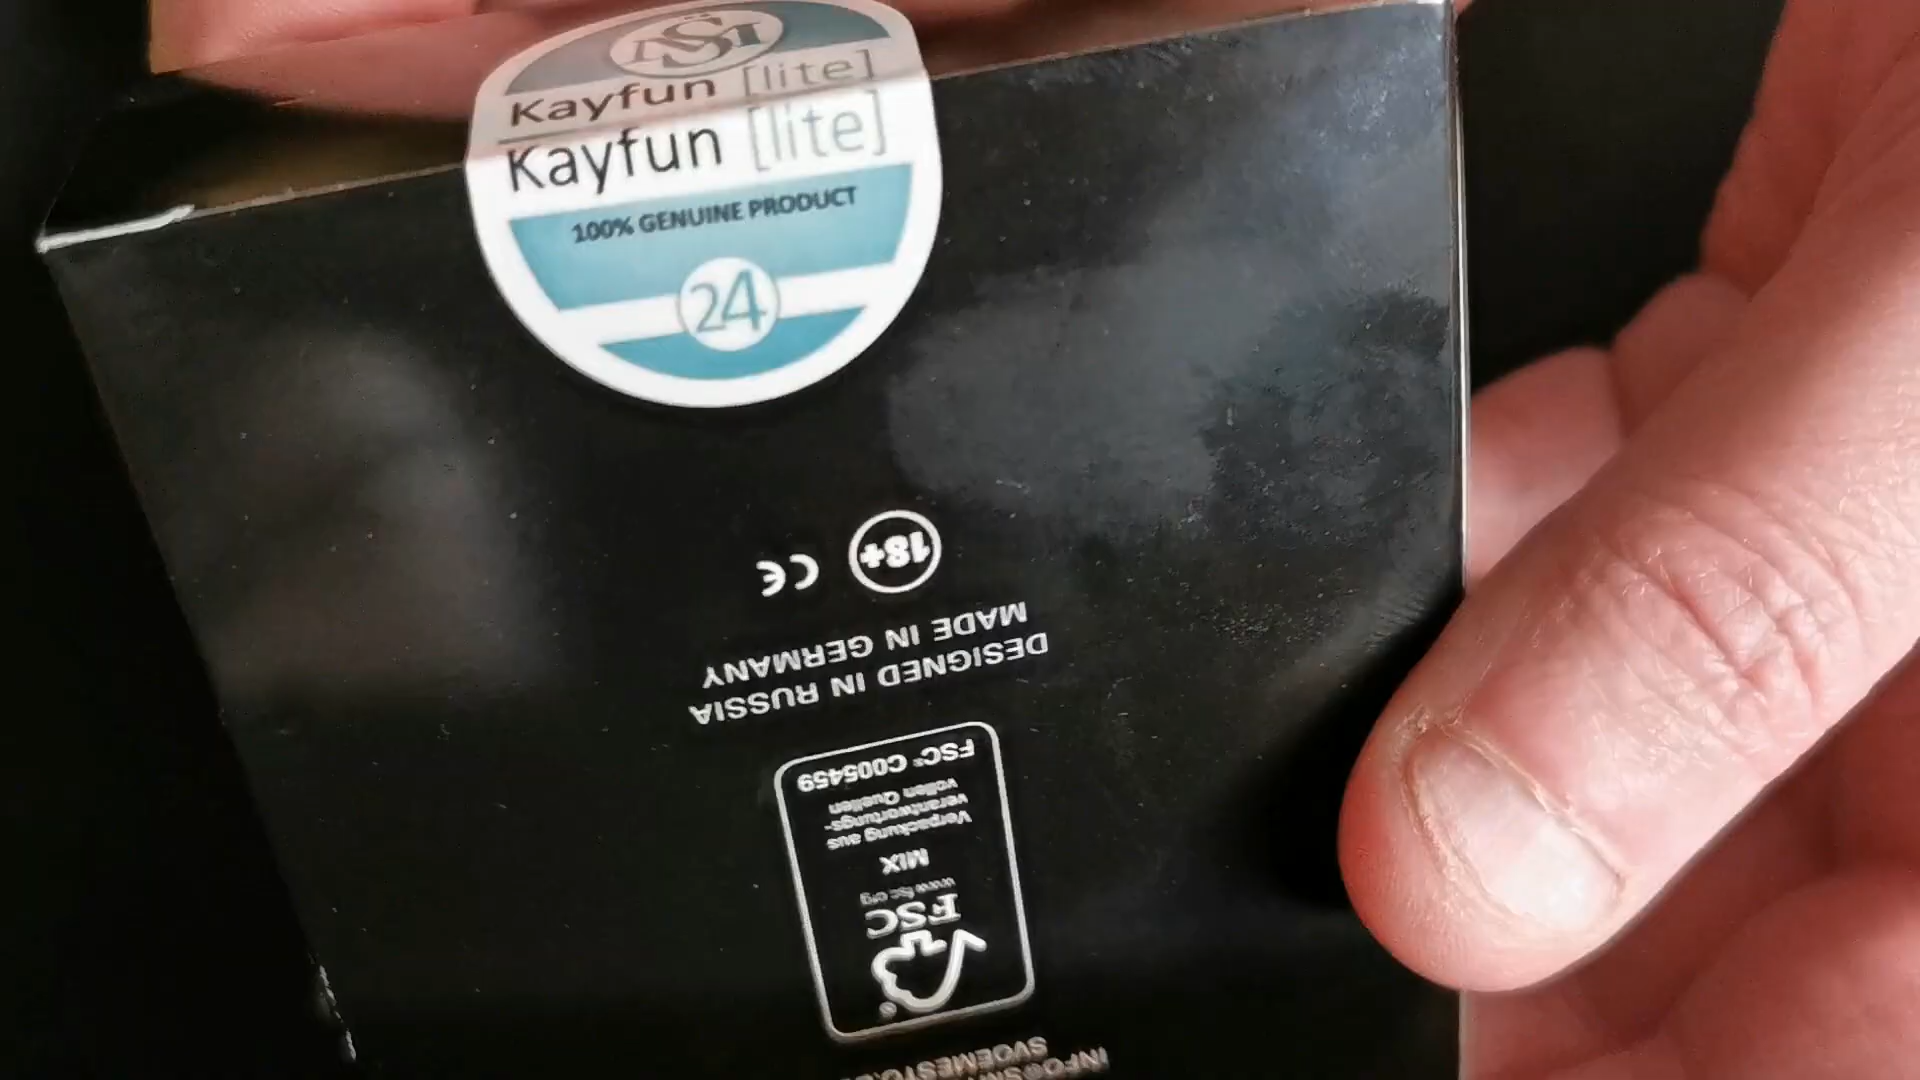 Kayfun [lite]
Kayfun [lite]
100% GENUINE PRODUCT
24
18+ CE
MADE IN GERMANY
DESIGNED IN RUSSIA
FSC® C005459
Verpackung aus
verantwortungs-
vollen Quellen
MIX
www.fsc.org
FSC
®